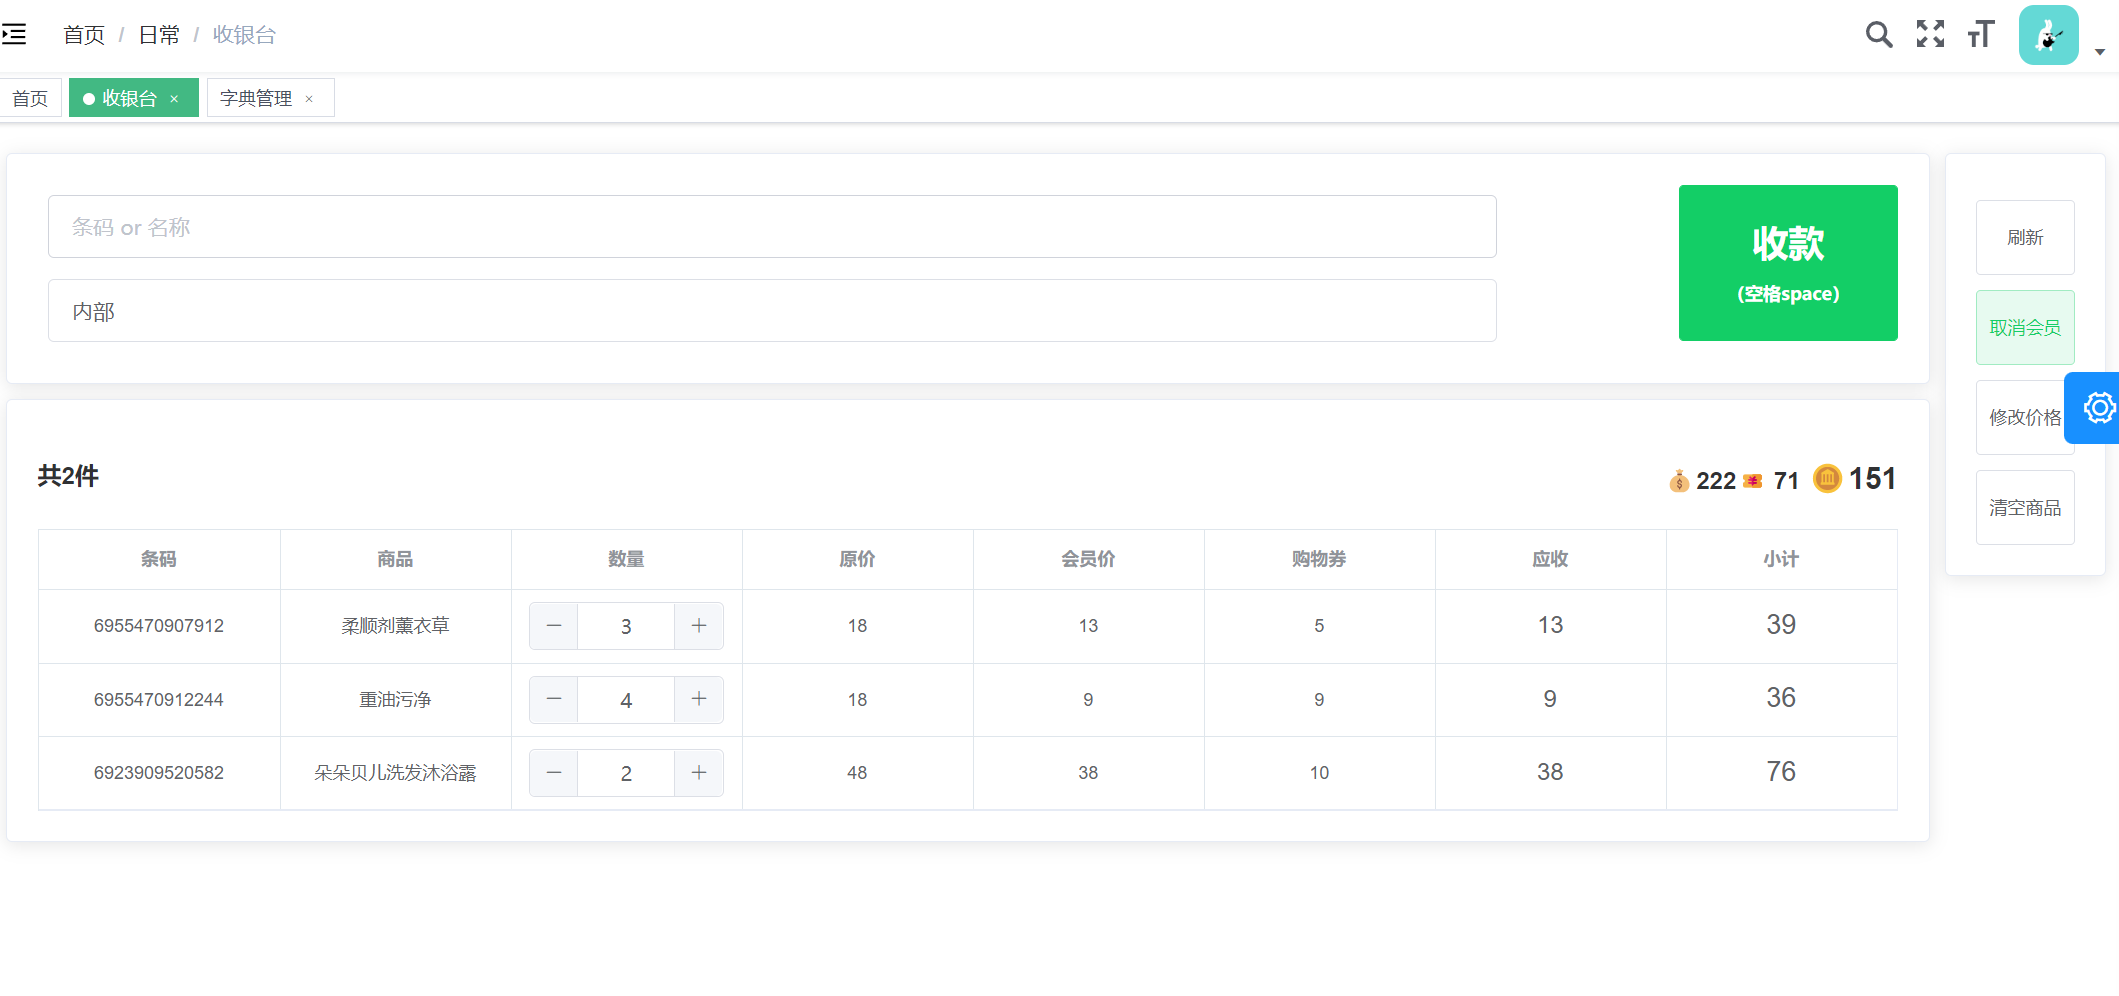 首页 / 日常 / 收银台
首页 收银台 × 字典管理 ×
条码 or 名称
内部
收款
(空格space)
刷新
取消会员
修改价格
清空商品
共2件
222 71 151
条码 商品 数量 原价 会员价 购物券 应收 小计
6955470907912 柔顺剂薰衣草 − 3 + 18 13 5 13 39
6955470912244 重油污净 − 4 + 18 9 9 9 36
6923909520582 朵朵贝儿洗发沐浴露 − 2 + 48 38 10 38 76